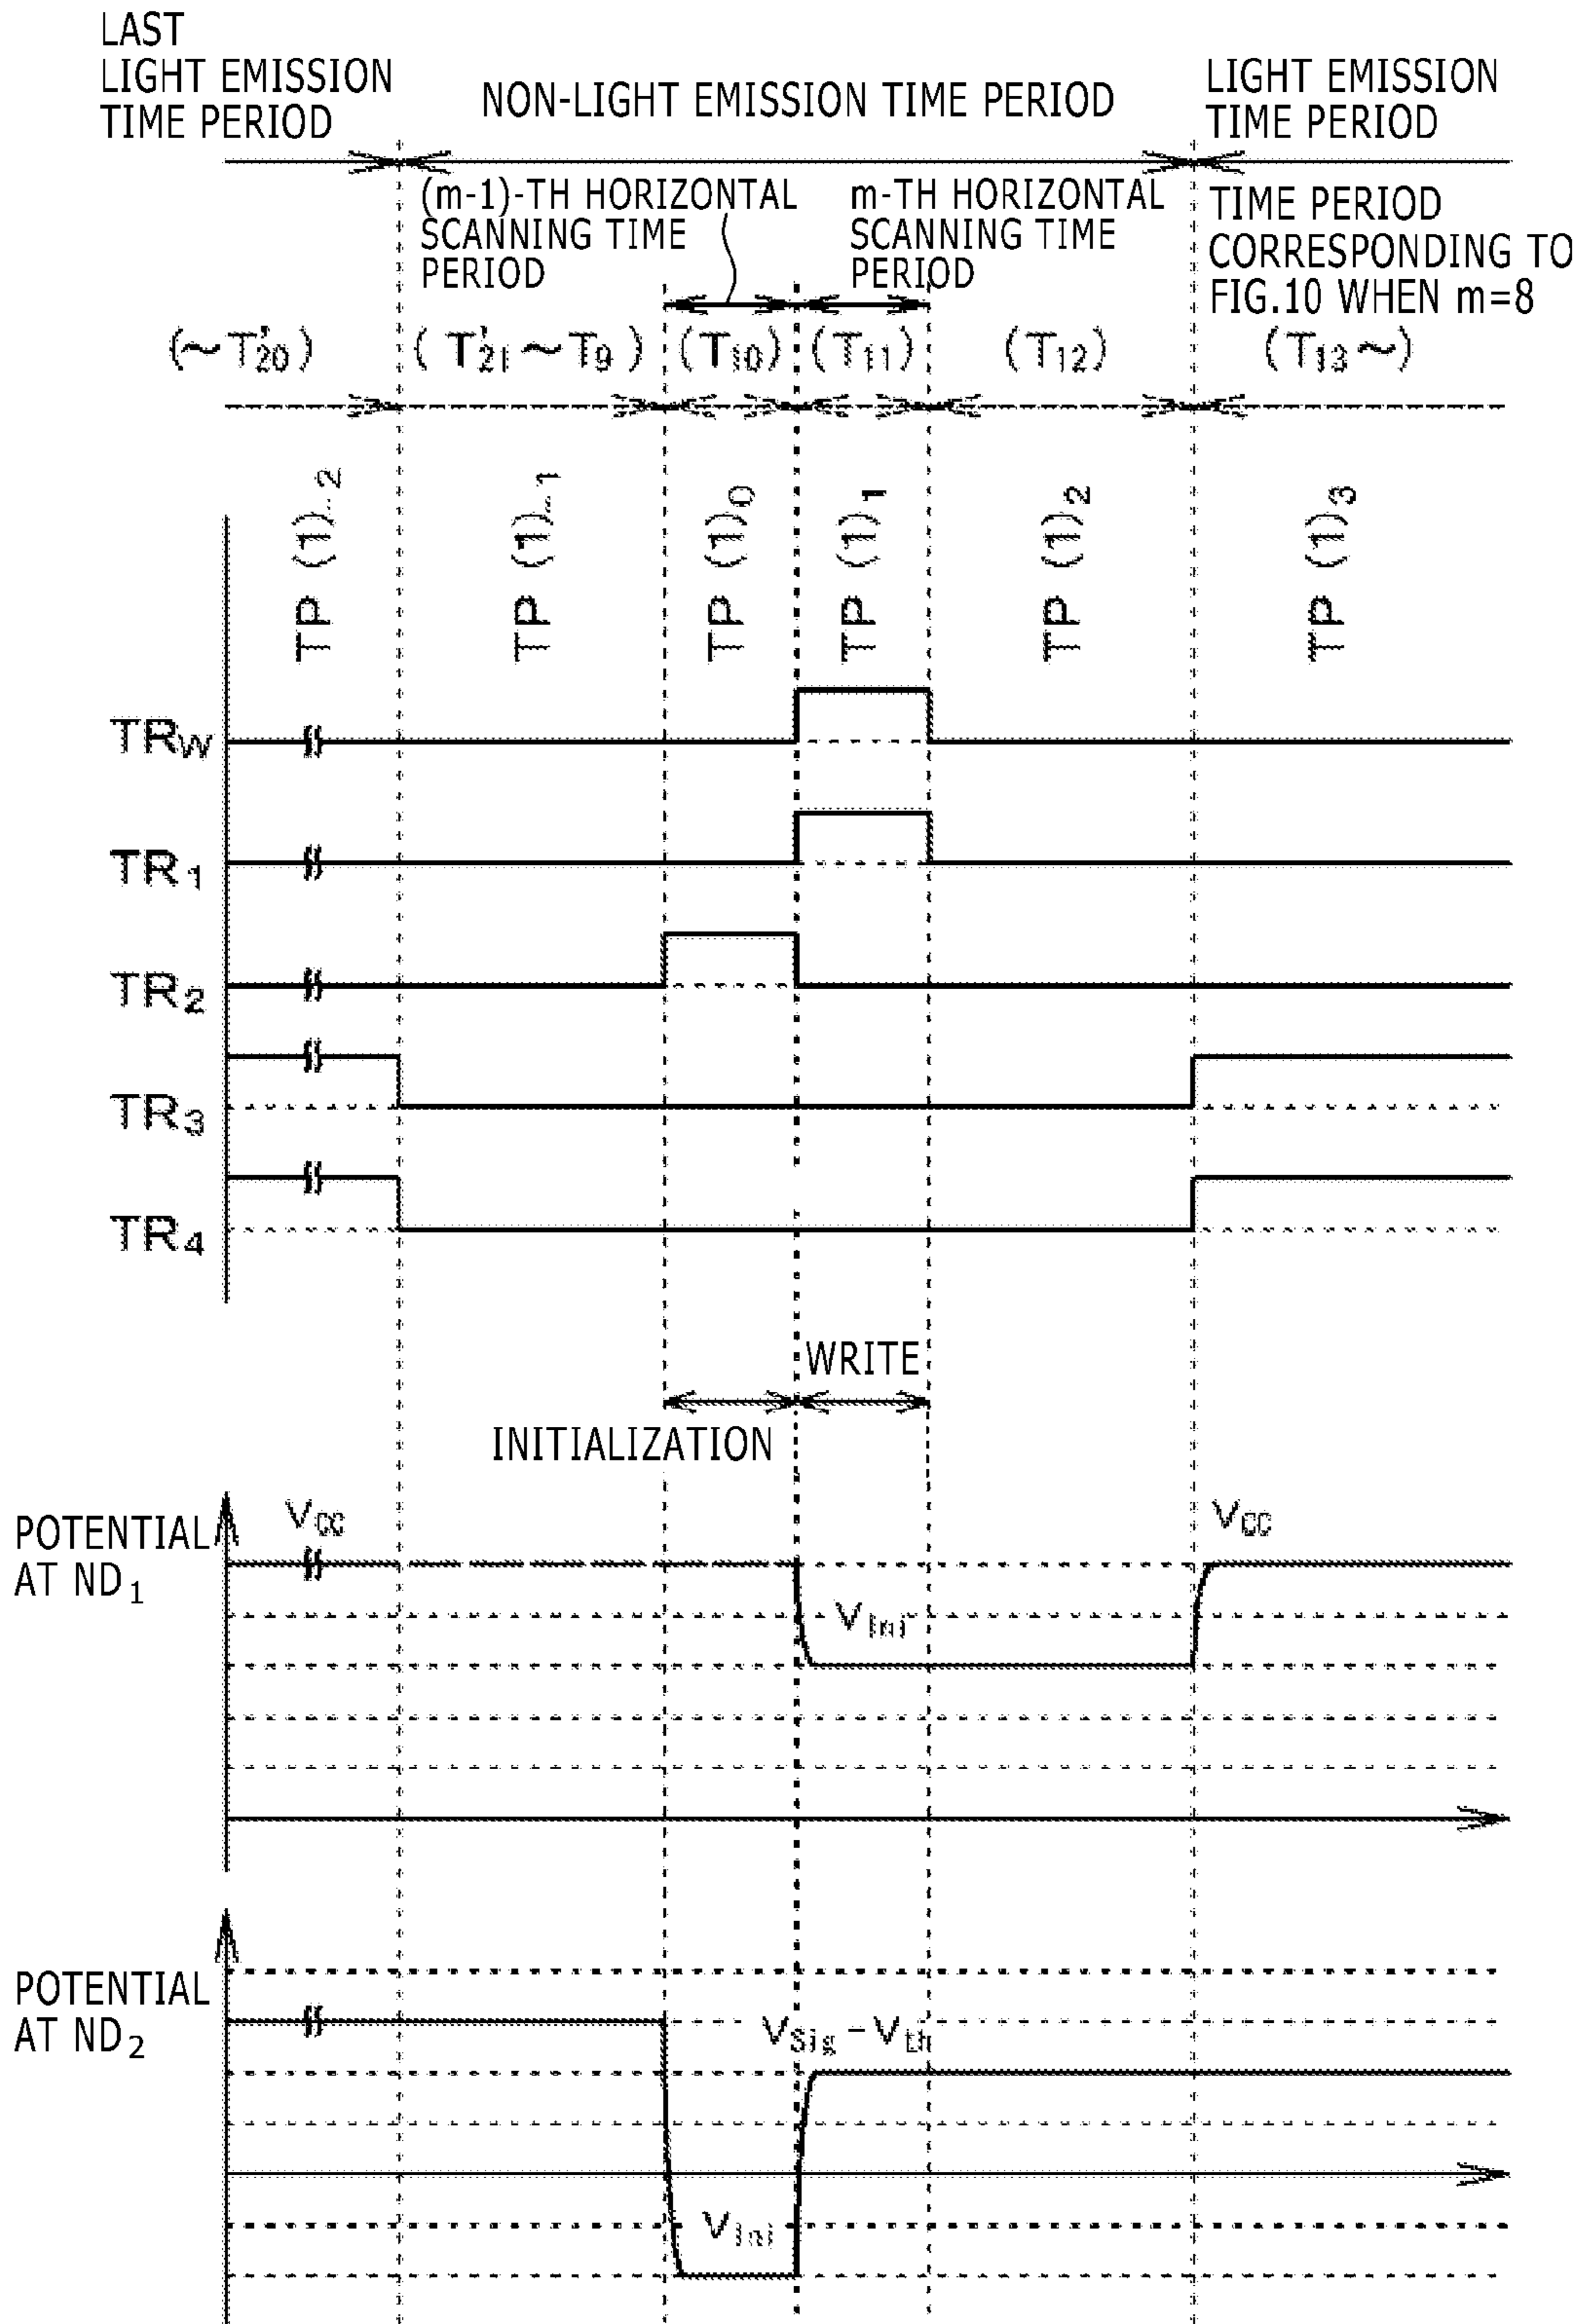 LAST
LIGHT EMISSION
TIME PERIOD
NON-LIGHT EMISSION TIME PERIOD
LIGHT EMISSION
TIME PERIOD
(m-1)-TH HORIZONTAL
SCANNING TIME
PERIOD
m-TH HORIZONTAL
SCANNING TIME
PERIOD
TIME PERIOD
CORRESPONDING TO
FIG.10 WHEN m=8
(~T'20)
(T'21~T9)
(T10)
(T11)
(T12)
(T13~)
TP (1)-2
TP (1)-1
TP (1)0
TP (1)1
TP (1)2
TP (1)3
TRW
TR1
TR2
TR3
TR4
WRITE
INITIALIZATION
POTENTIAL
AT ND1
VCC
VIni
VCC
POTENTIAL
AT ND2
VSig-Vth
VIni